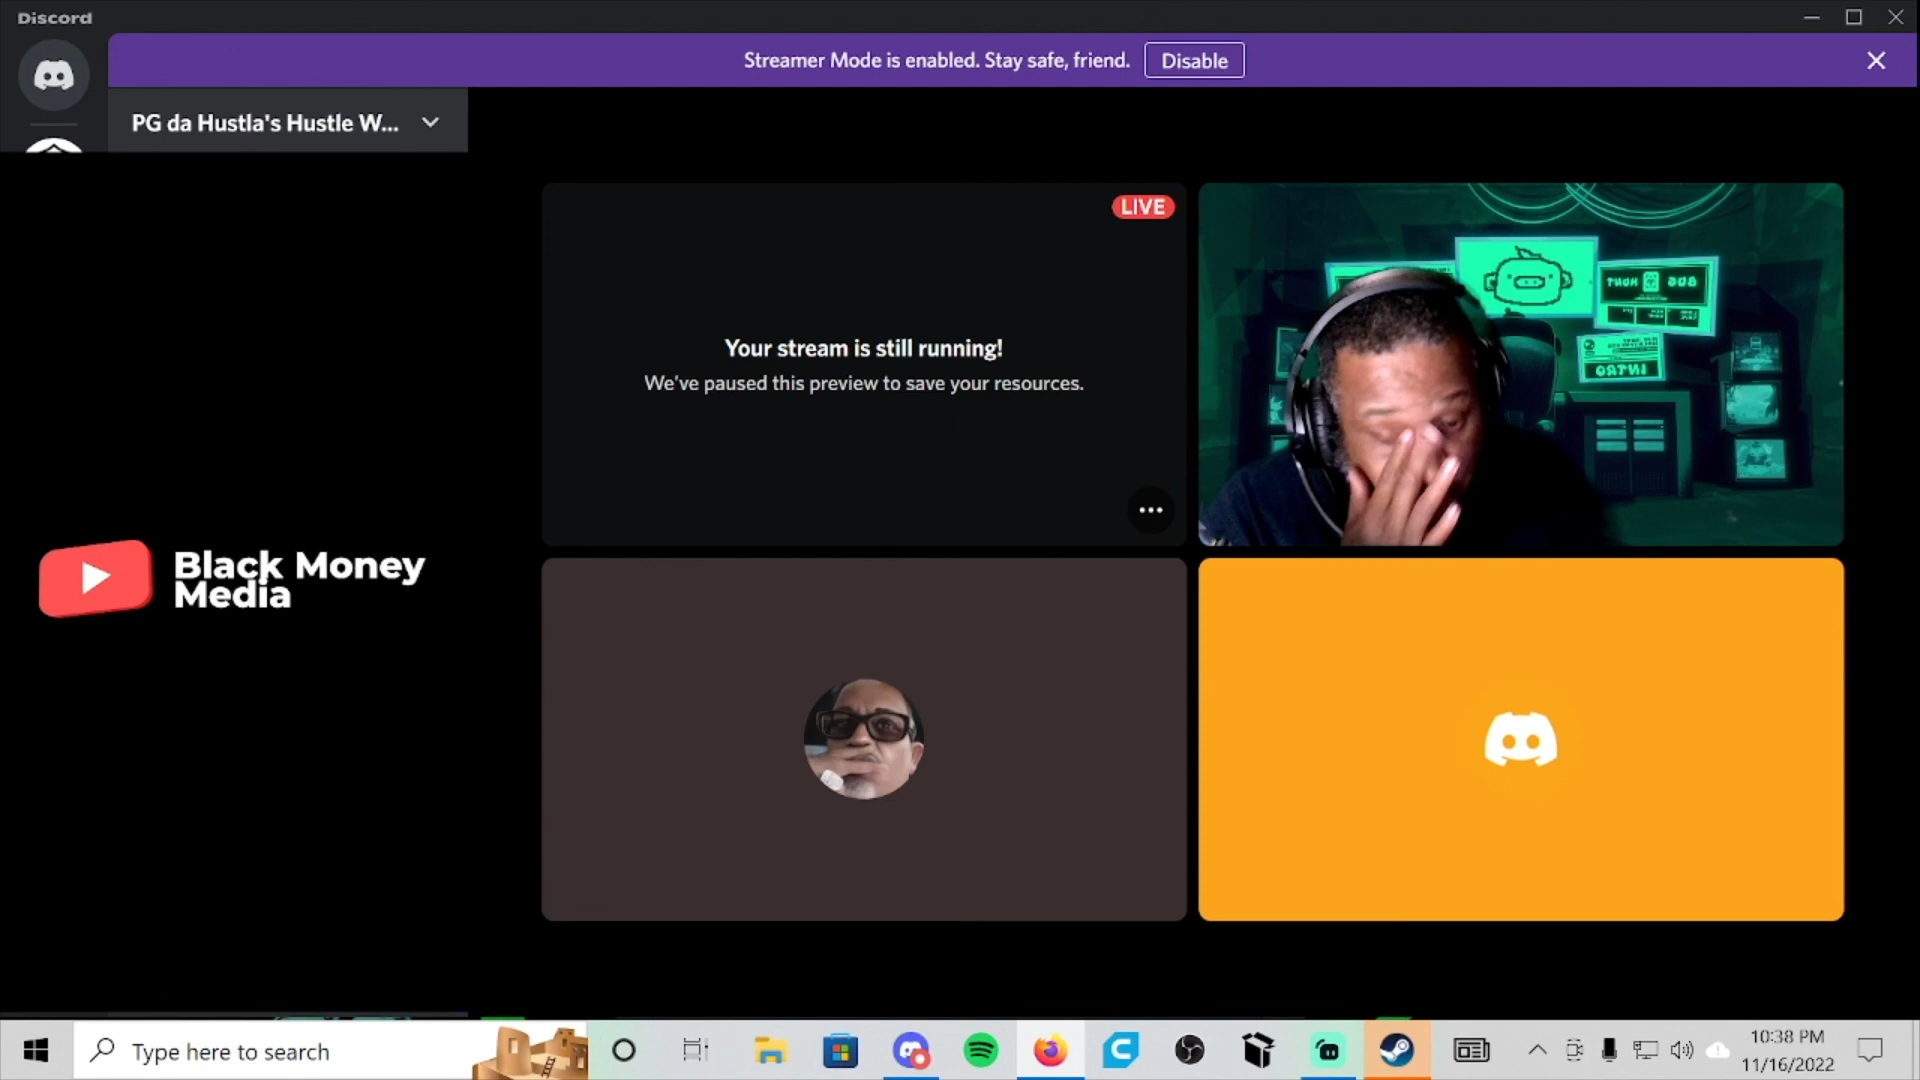 Discord
Streamer Mode is enabled. Stay safe, friend.
Disable
PG da Hustla's Hustle W...
LIVE
Your stream is still running!
We've paused this preview to save your resources.
Black Money
Media
Type here to search
10:38 PM
11/16/2022